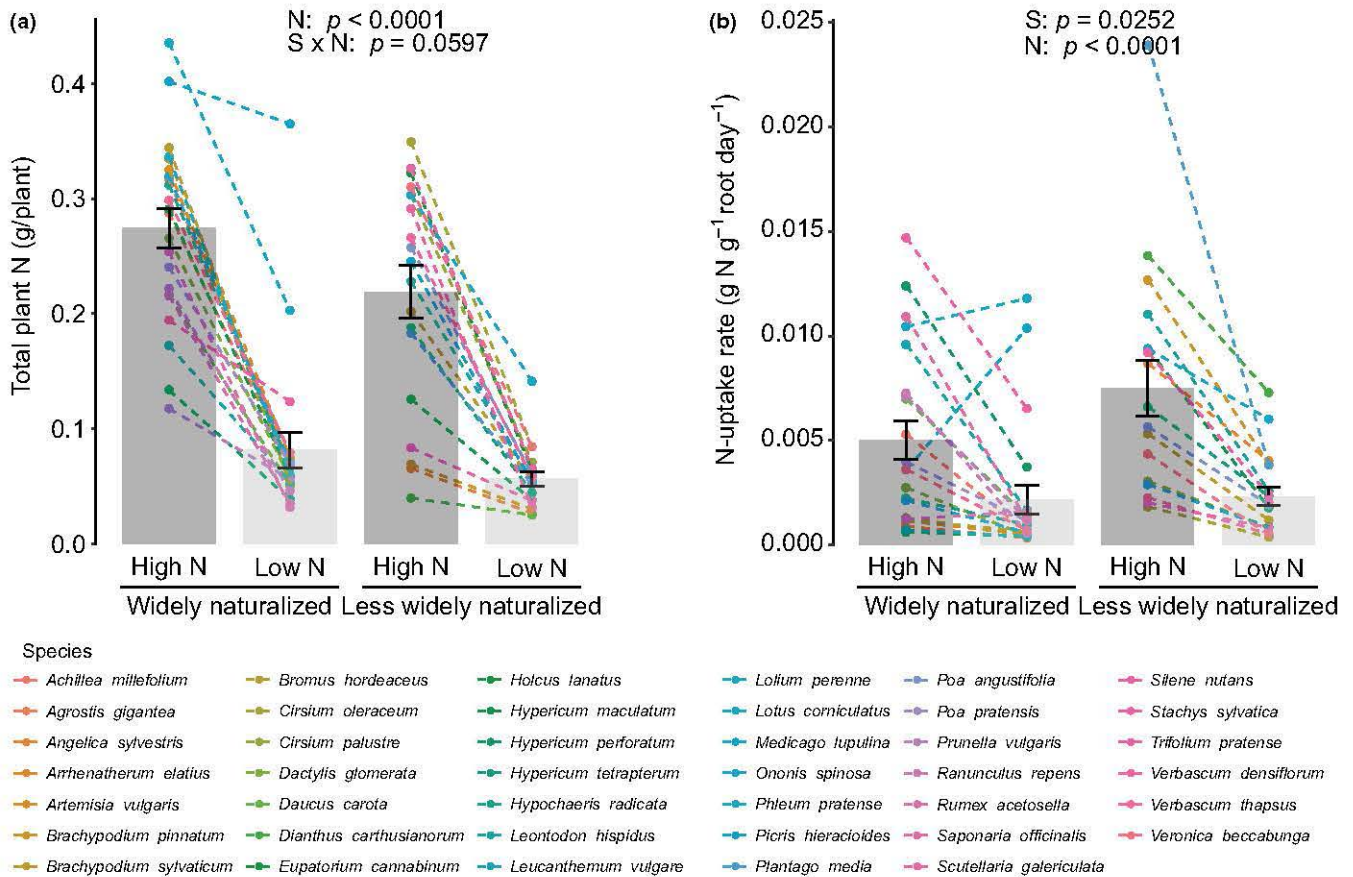 (a)
N: p < 0.0001
S x N: p = 0.0597
Total plant N (g/plant)
0.4
0.3
0.2
0.1
0.0
High N Low N High N Low N
Widely naturalized Less widely naturalized
(b)
S: p = 0.0252
N: p < 0.0001
N-uptake rate (g N g⁻¹ root day⁻¹)
0.025
0.020
0.015
0.010
0.005
0.000
High N Low N High N Low N
Widely naturalized Less widely naturalized
Species
Achillea millefolium
Agrostis gigantea
Angelica sylvestris
Arrhenatherum elatius
Artemisia vulgaris
Brachypodium pinnatum
Brachypodium sylvaticum
Bromus hordeaceus
Cirsium oleraceum
Cirsium palustre
Dactylis glomerata
Daucus carota
Dianthus carthusianorum
Eupatorium cannabinum
Holcus lanatus
Hypericum maculatum
Hypericum perforatum
Hypericum tetrapterum
Hypochaeris radicata
Leontodon hispidus
Leucanthemum vulgare
Lolium perenne
Lotus corniculatus
Medicago lupulina
Ononis spinosa
Phleum pratense
Picris hieracioides
Plantago media
Poa angustifolia
Poa pratensis
Prunella vulgaris
Ranunculus repens
Rumex acetosella
Saponaria officinalis
Scutellaria galericulata
Silene nutans
Stachys sylvatica
Trifolium pratense
Verbascum densiflorum
Verbascum thapsus
Veronica beccabunga